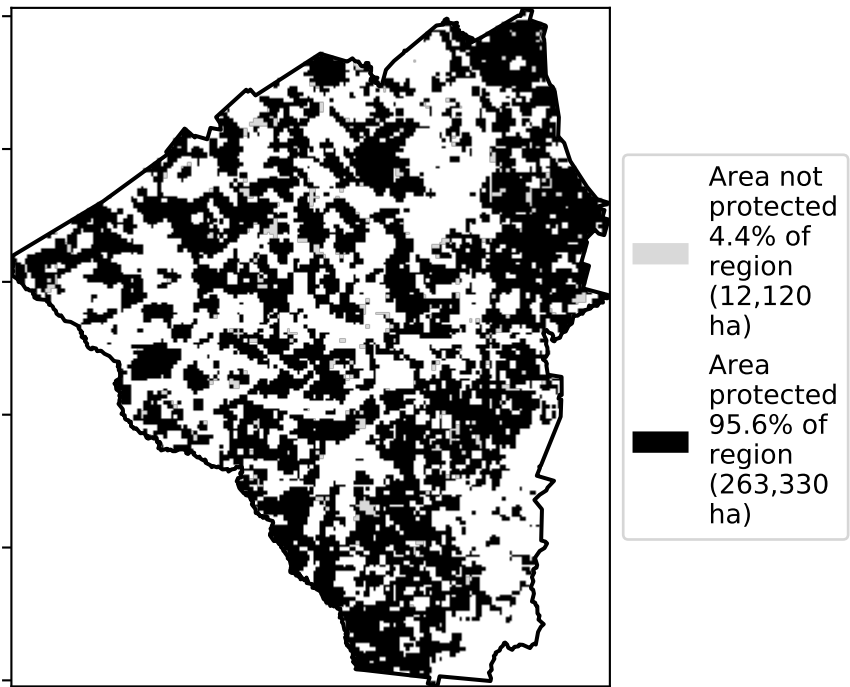 Area not
protected
4.4% of
region
(12,120
ha)
Area
protected
95.6% of
region
(263,330
ha)